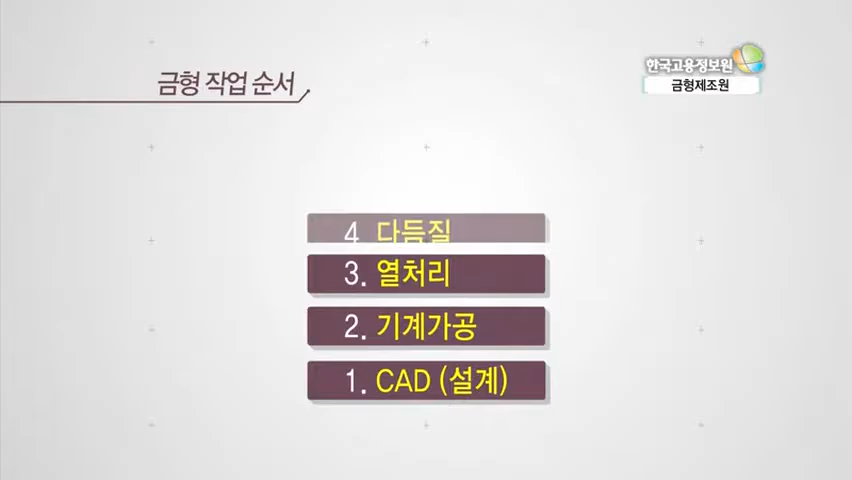 금형 작업 순서
한국고용정보원
금형제조원
4 다듬질
3. 열처리
2. 기계가공
1. CAD (설계)